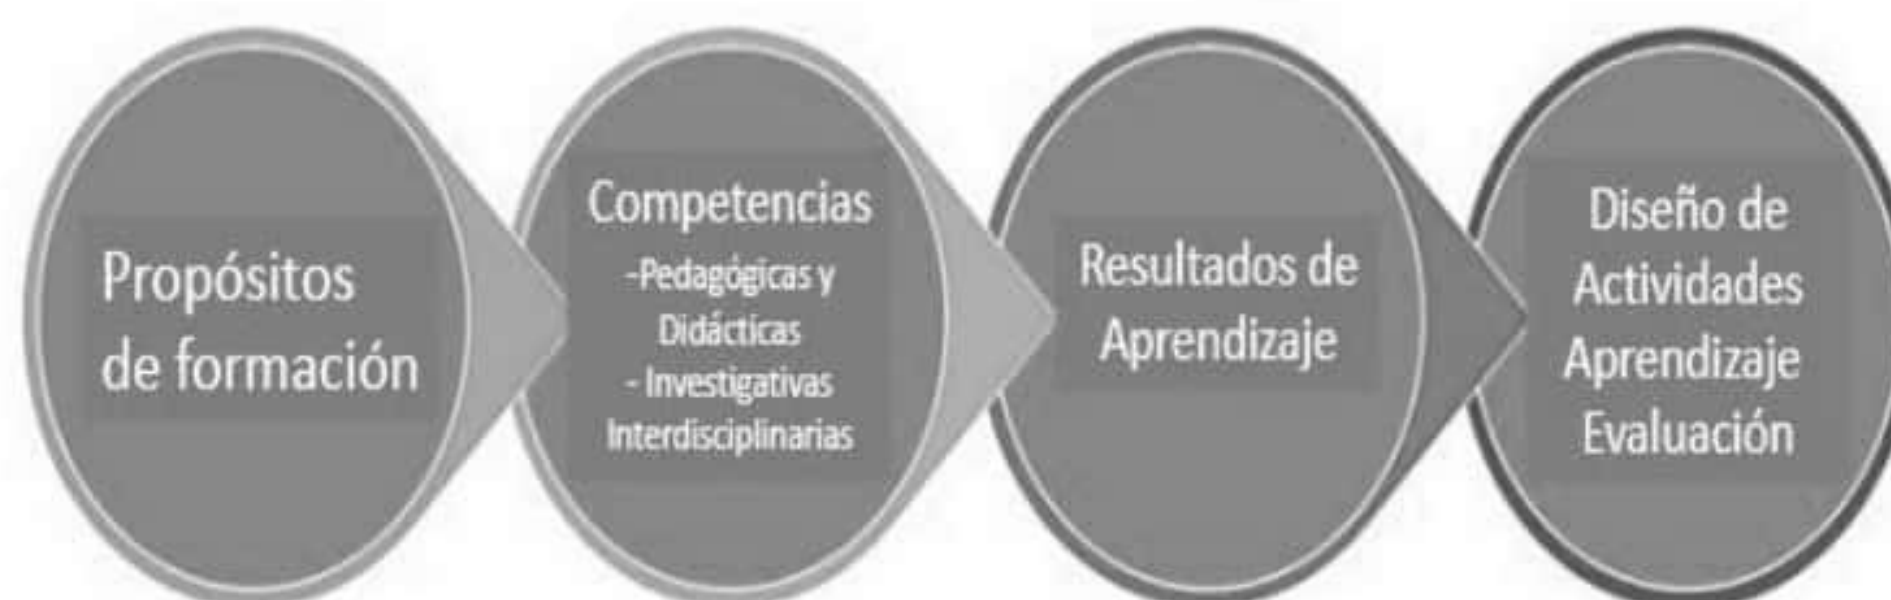 Propósitos
de formación
Competencias
-Pedagógicas y
Didácticas
- Investigativas
Interdisciplinarias
Resultados de
Aprendizaje
Diseño de
Actividades
Aprendizaje
Evaluación